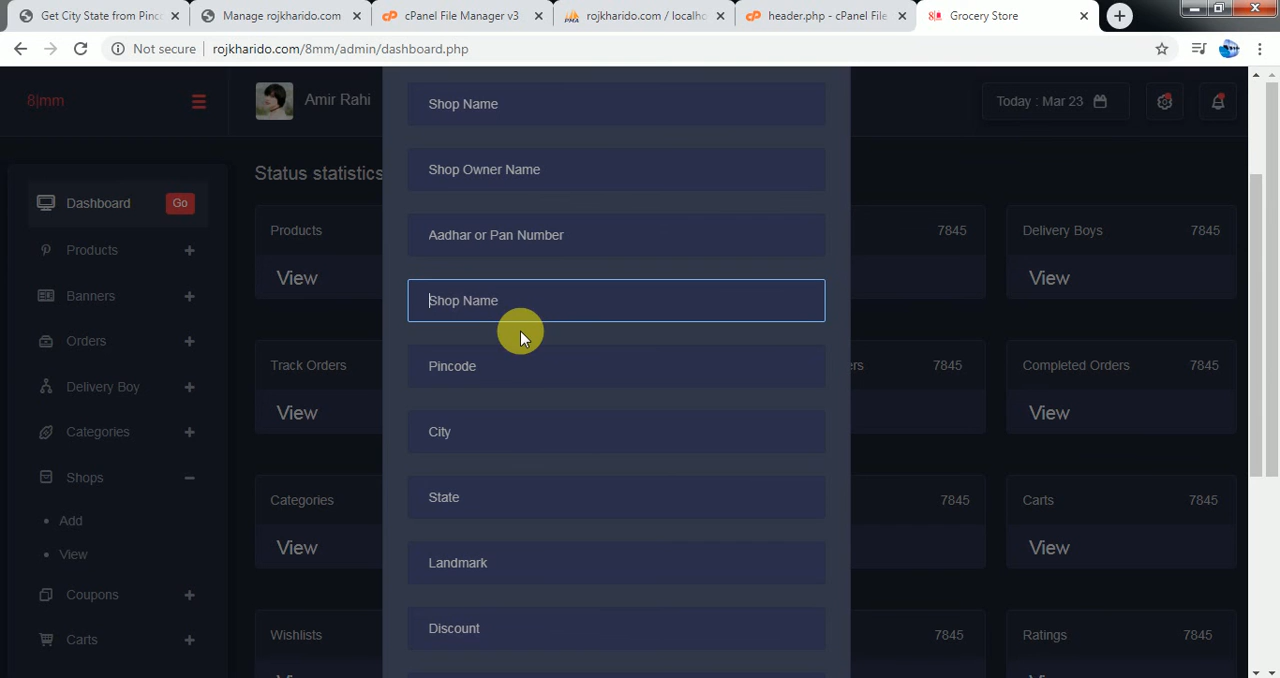 Get City State from Pinco
Manage rojkharido.com
cPanel File Manager v3
rojkharido.com / localho
header.php - cPanel File
Grocery Store
Not secure
rojkharido.com/8mm/admin/dashboard.php
8|mm
Amir Rahi
Today : Mar 23
Dashboard
Go
Products
Banners
Orders
Delivery Boy
Categories
Shops
Add
View
Coupons
Carts
Status statistics
Products
View
Track Orders
View
Categories
View
Wishlists
Shop Name
Shop Owner Name
Aadhar or Pan Number
Shop Name
Pincode
City
State
Landmark
Discount
7845
ers
7845
7845
7845
Delivery Boys
7845
View
Completed Orders
7845
View
Carts
7845
View
Ratings
7845